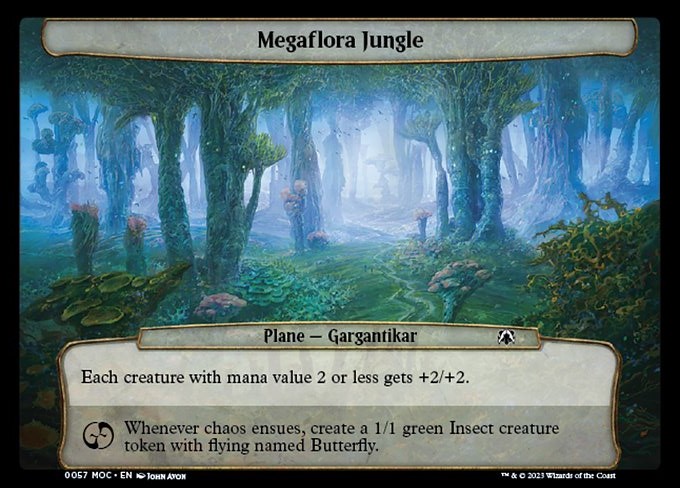 Megaflora Jungle
Plane — Gargantikar
Each creature with mana value 2 or less gets +2/+2.
Whenever chaos ensues, create a 1/1 green Insect creature
token with flying named Butterfly.
0057 MOC • EN John Avon
™ & © 2023 Wizards of the Coast